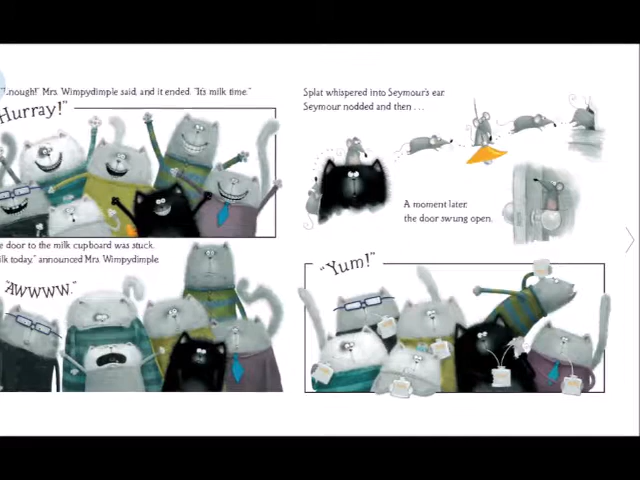 Enough!" Mrs. Wimpydimple said, and it ended. "It's milk time."
Hurray!"
e door to the milk cupboard was stuck.
lk today," announced Mrs. Wimpydimple
"AWWWW."
Splat whispered into Seymour's ear.
Seymour nodded and then . . .
A moment later,
the door swung open.
"Yum!"